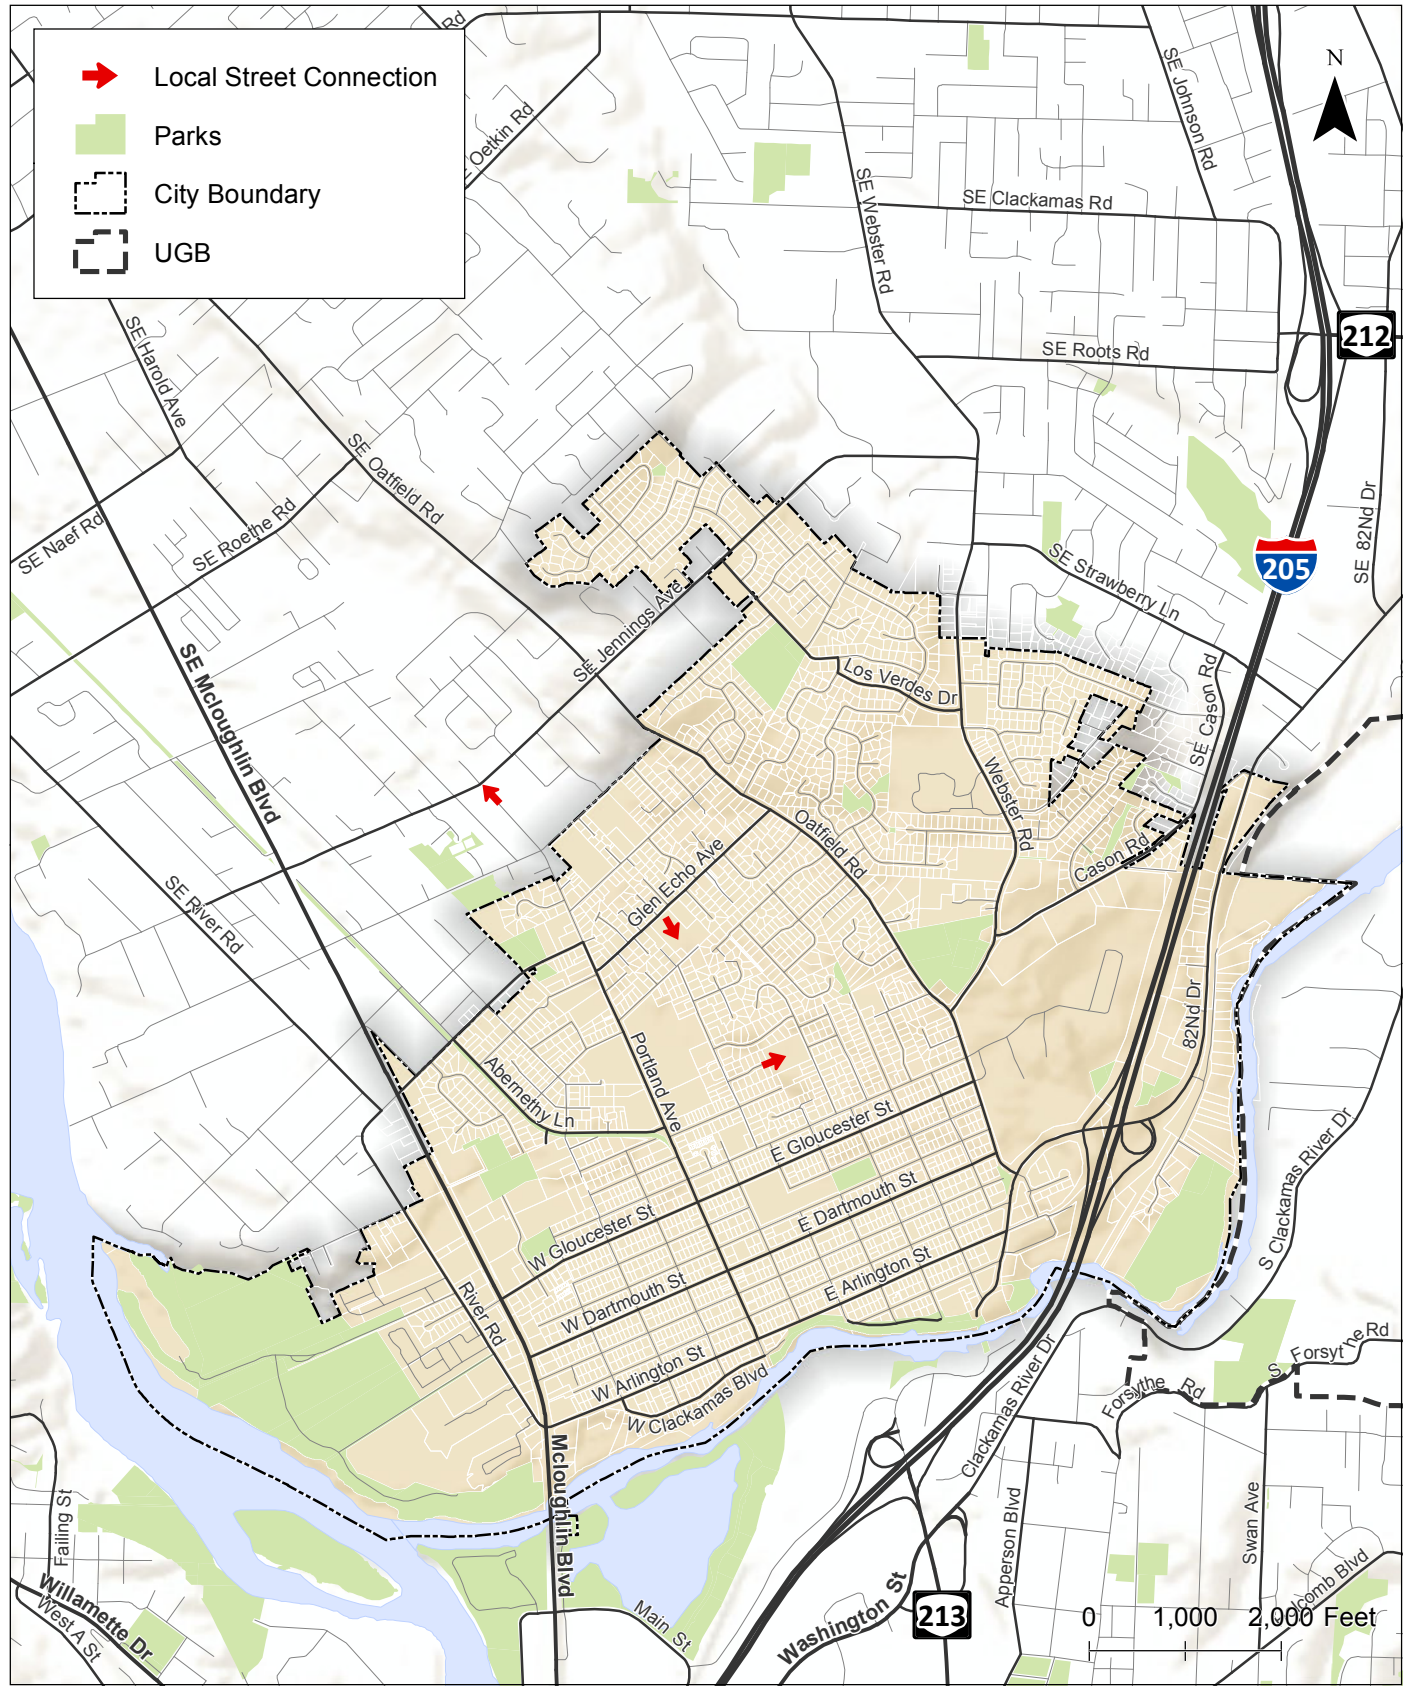 Rd
Local Street Connection
Parks
City Boundary
UGB
N
SE Johnson Rd
Oetkin Rd
SE Webster Rd
SE Clackamas Rd
212
SE Roots Rd
SE Harold Ave
SE Oatfield Rd
SE Naef Rd
SE Roethe Rd
SE 82Nd Dr
205
SE Strawberry Ln
SE Jennings Ave
SE Mcloughlin Blvd
Los Verdes Dr
SE Cason Rd
Webster Rd
Oatfield Rd
Glen Echo Ave
Cason Rd
SE River Rd
82Nd Dr
Portland Ave
Abernethy Ln
E Gloucester St
S Clackamas River Dr
E Dartmouth St
W Gloucester St
E Arlington St
W Dartmouth St
River Rd
W Arlington St
W Clackamas Blvd
S Forsythe Rd
Forsythe Rd
Clackamas River Dr
Mcloughlin Blvd
Failing St
Apperson Blvd
Swan Ave
Willamette Dr
West A St
Main St
Washington St
213
Holcomb Blvd
0 1,000 2,000 Feet